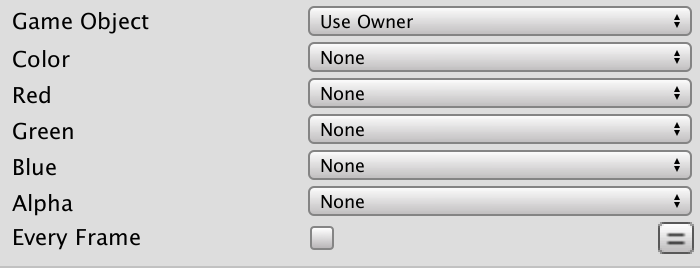 Game Object Use Owner
Color None
Red None
Green None
Blue None
Alpha None
Every Frame =